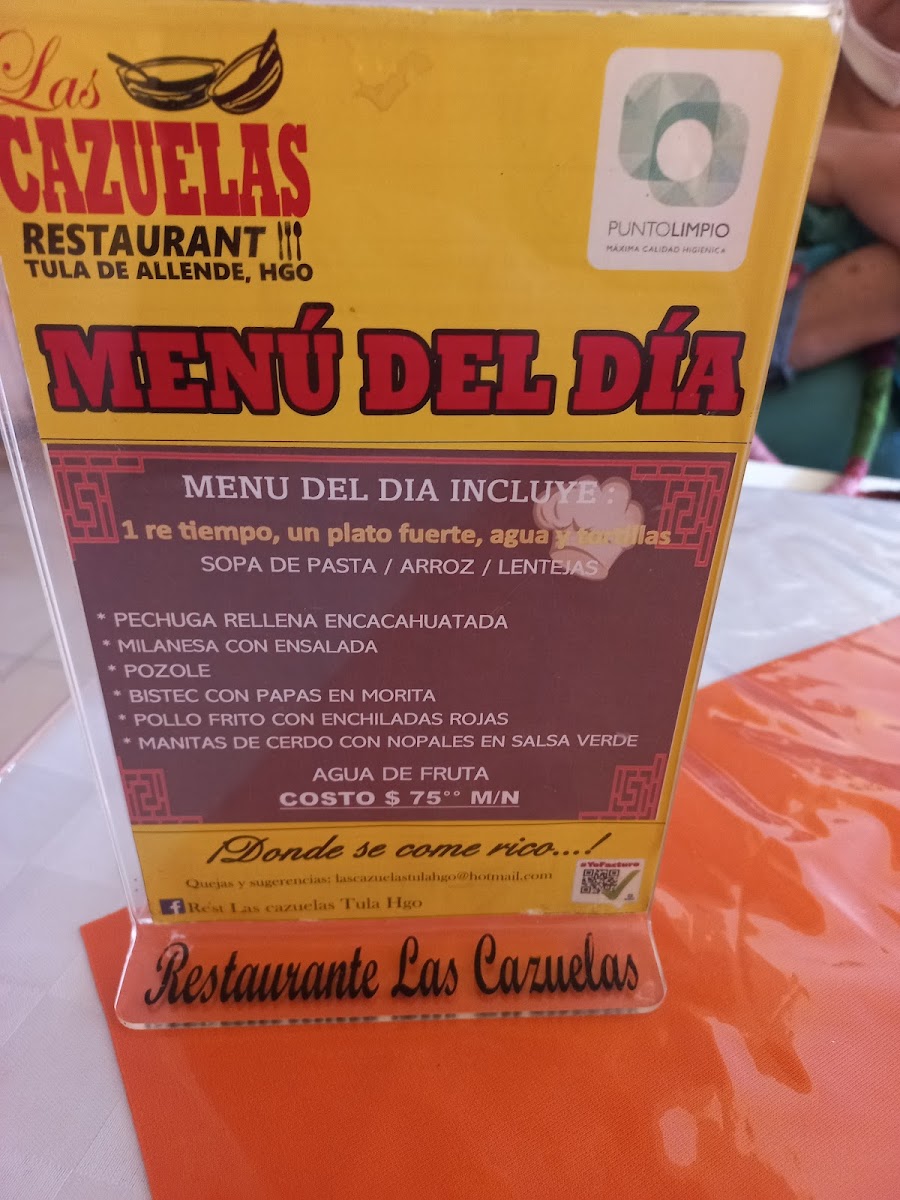 Las
CAZUELAS
RESTAURANT
TULA DE ALLENDE, HGO
PUNTOLIMPIO
MÁXIMA CALIDAD HIGIENICA
MENÚ DEL DÍA
MENU DEL DIA INCLUYE :
1 re tiempo, un plato fuerte, agua y tortillas
SOPA DE PASTA / ARROZ / LENTEJAS
* PECHUGA RELLENA ENCACAHUATADA
* MILANESA CON ENSALADA
* POZOLE
* BISTEC CON PAPAS EN MORITA
* POLLO FRITO CON ENCHILADAS ROJAS
* MANITAS DE CERDO CON NOPALES EN SALSA VERDE
AGUA DE FRUTA
COSTO $ 75°° M/N
¡Donde se come rico...!
Quejas y sugerencias: lascazuelastulahgo@hotmail.com
#YoFacturo
f Rest Las cazuelas Tula Hgo
Restaurante Las Cazuelas